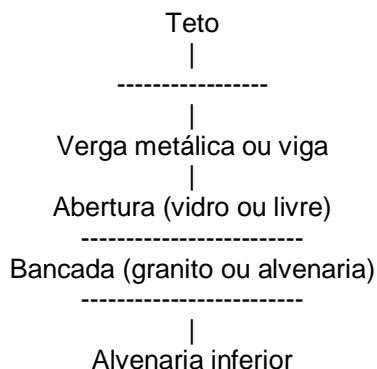 Teto
|
-----------------
|
Verga metálica ou viga
|
Abertura (vidro ou livre)
-------------------------
Bancada (granito ou alvenaria)
-------------------------
|
Alvenaria inferior